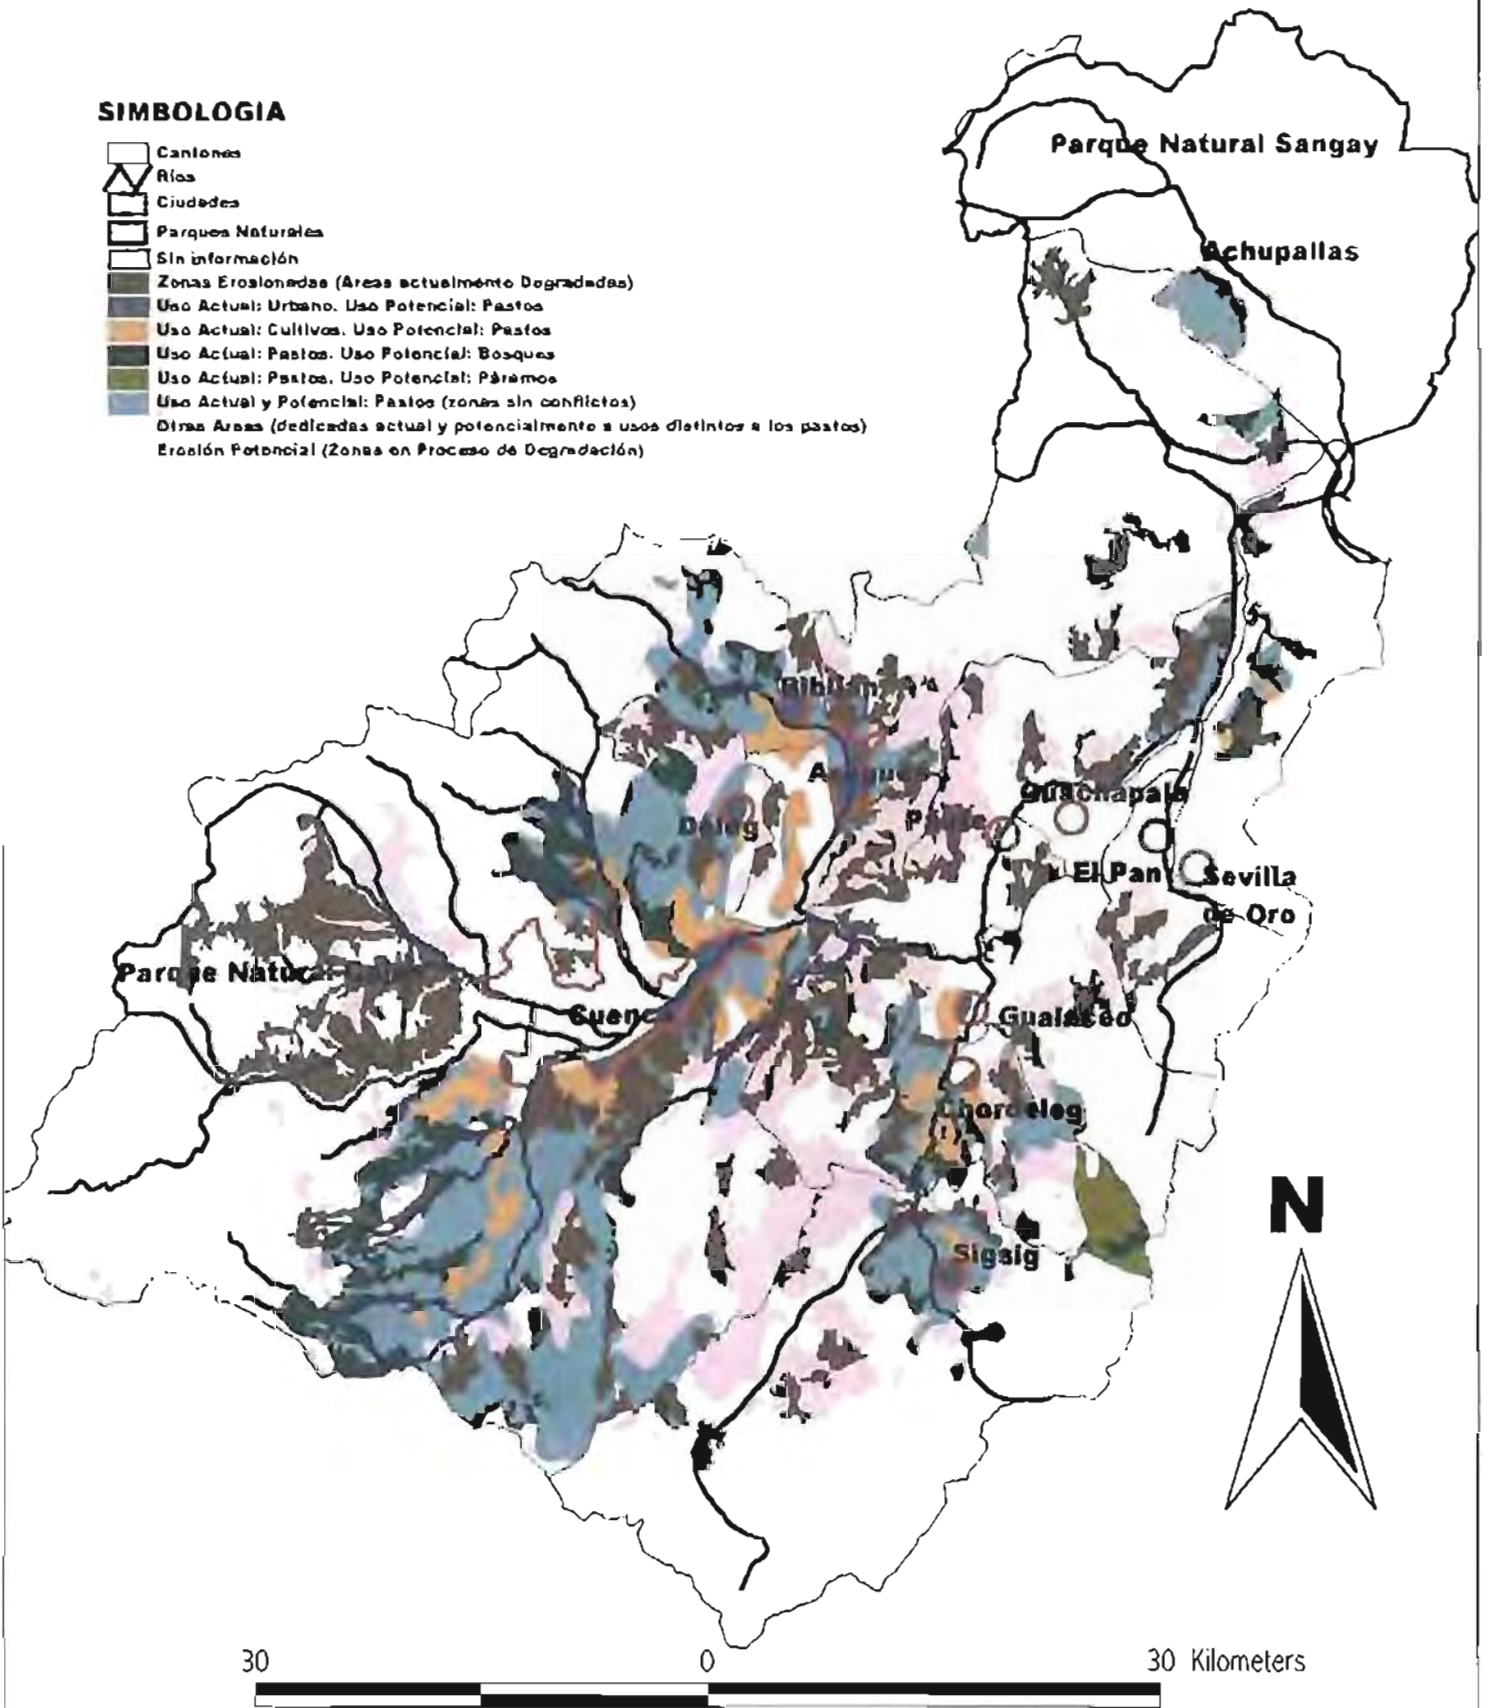 SIMBOLOGIA
Cantones
Ríos
Ciudades
Parques Naturales
Sin información
Zonas Erosionadas (Areas actualmente Degradadas)
Uso Actual: Urbano. Uso Potencial: Pastos
Uso Actual: Cultivos. Uso Potencial: Pastos
Uso Actual: Pastos. Uso Potencial: Bosques
Uso Actual: Pastos. Uso Potencial: Páramos
Uso Actual y Potencial: Pastos (zonas sin conflictos)
Otras Areas (dedicadas actual y potencialmente a usos distintos a los pastos)
Erosión Potencial (Zonas en Proceso de Degradación)
Parque Natural Sangay
Achupallas
Biblian
Guachapala
Deleg
Paute
El Pan
Sevilla
de Oro
Parque Natural
Cuenca
Gualaceo
Chordeleg
Sigsig
N
30 0 30 Kilometers